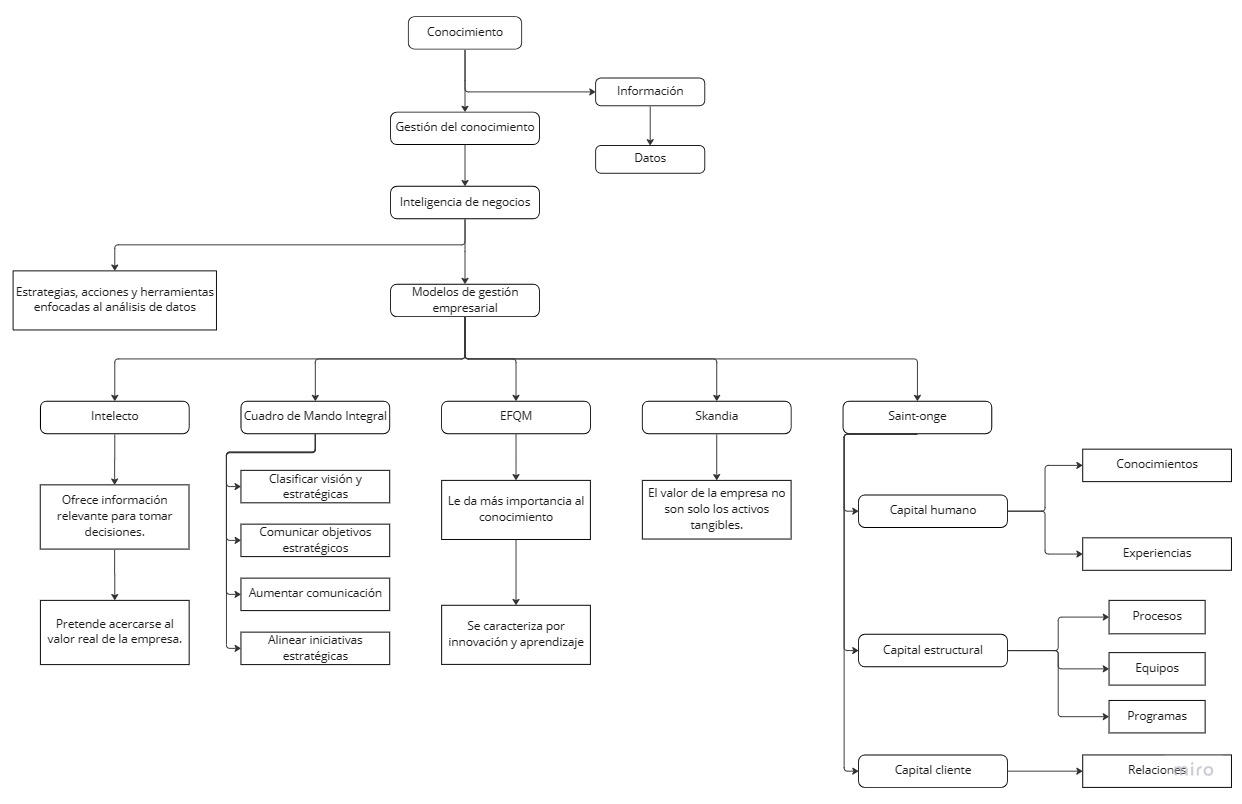 Conocimiento
Información
Gestión del conocimiento
Datos
Inteligencia de negocios
Estrategias, acciones y herramientas
enfocadas al análisis de datos
Modelos de gestión
empresarial
Intelecto
Cuadro de Mando Integral
EFQM
Skandia
Saint-onge
Ofrece información
relevante para tomar
decisiones.
Pretende acercarse al
valor real de la empresa.
Clasificar visión y
estratégicas
Comunicar objetivos
estratégicos
Aumentar comunicación
Alinear iniciativas
estratégicas
Le da más importancia al
conocimiento
Se caracteriza por
innovación y aprendizaje
El valor de la empresa no
son solo los activos
tangibles.
Capital humano
Conocimientos
Experiencias
Capital estructural
Procesos
Equipos
Programas
Capital cliente
Relaciones
miro